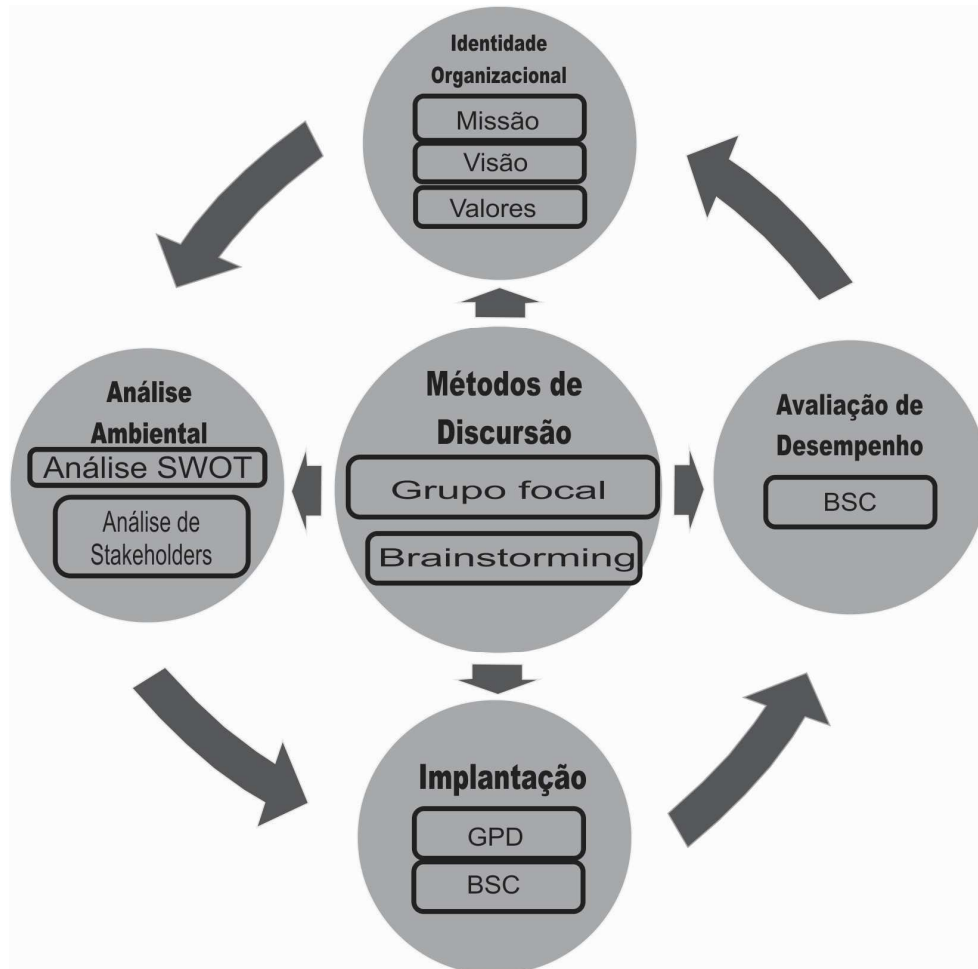 Identidade
Organizacional
Missão
Visão
Valores
Análise
Ambiental
Análise SWOT
Análise de
Stakeholders
Métodos de
Discursão
Grupo focal
Brainstorming
Avaliação de
Desempenho
BSC
Implantação
GPD
BSC